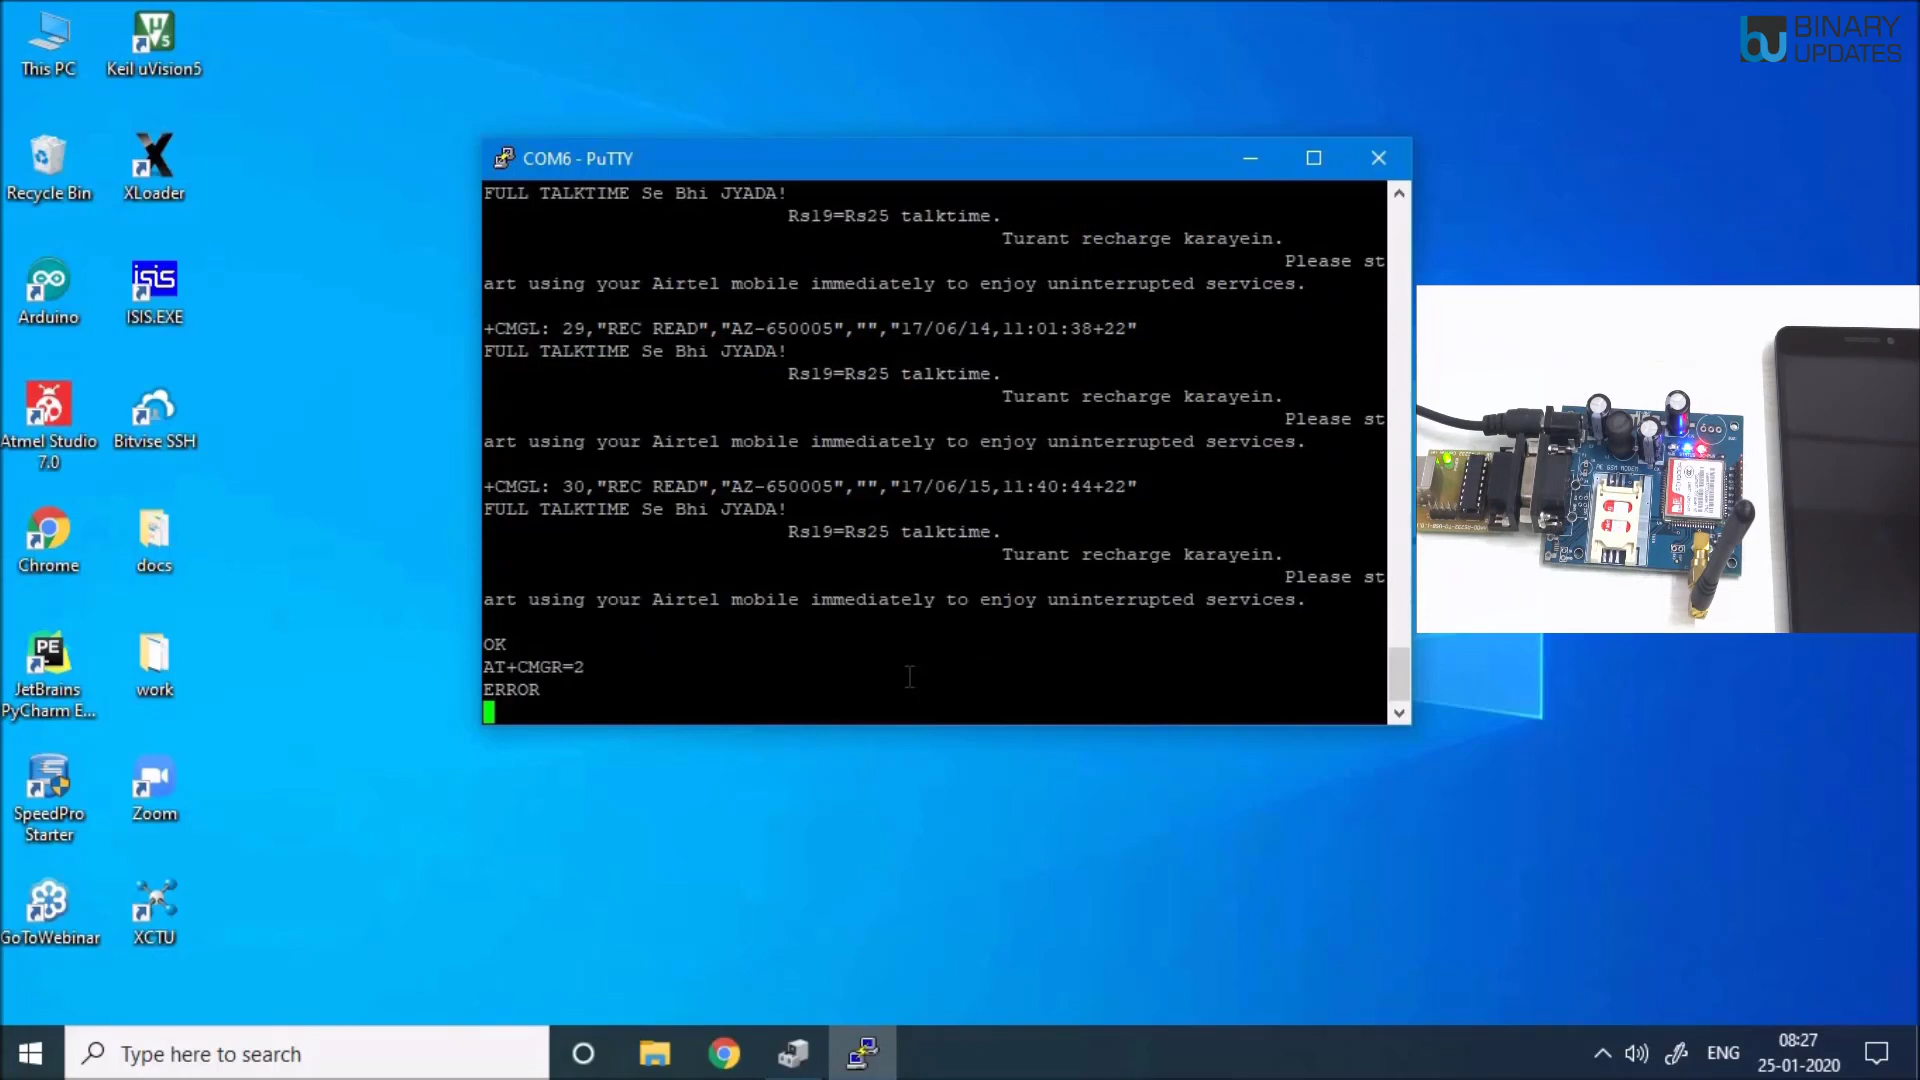 BINARY
UPDATES
This PC
Keil uVision5
Recycle Bin
XLoader
Arduino
isis
ISIS.EXE
Atmel Studio
7.0
Bitvise SSH
Chrome
docs
PE
JetBrains
PyCharm E...
work
SpeedPro
Starter
Zoom
GoToWebinar
XCTU
COM6 - PuTTY
FULL TALKTIME Se Bhi JYADA!
Rs19=Rs25 talktime.
Turant recharge karayein.
Please st
art using your Airtel mobile immediately to enjoy uninterrupted services.
+CMGL: 29,"REC READ","AZ-650005","","17/06/14,11:01:38+22"
FULL TALKTIME Se Bhi JYADA!
Rs19=Rs25 talktime.
Turant recharge karayein.
Please st
art using your Airtel mobile immediately to enjoy uninterrupted services.
+CMGL: 30,"REC READ","AZ-650005","","17/06/15,11:40:44+22"
FULL TALKTIME Se Bhi JYADA!
Rs19=Rs25 talktime.
Turant recharge karayein.
Please st
art using your Airtel mobile immediately to enjoy uninterrupted services.
OK
AT+CMGR=2
ERROR
Type here to search
ENG
08:27
25-01-2020